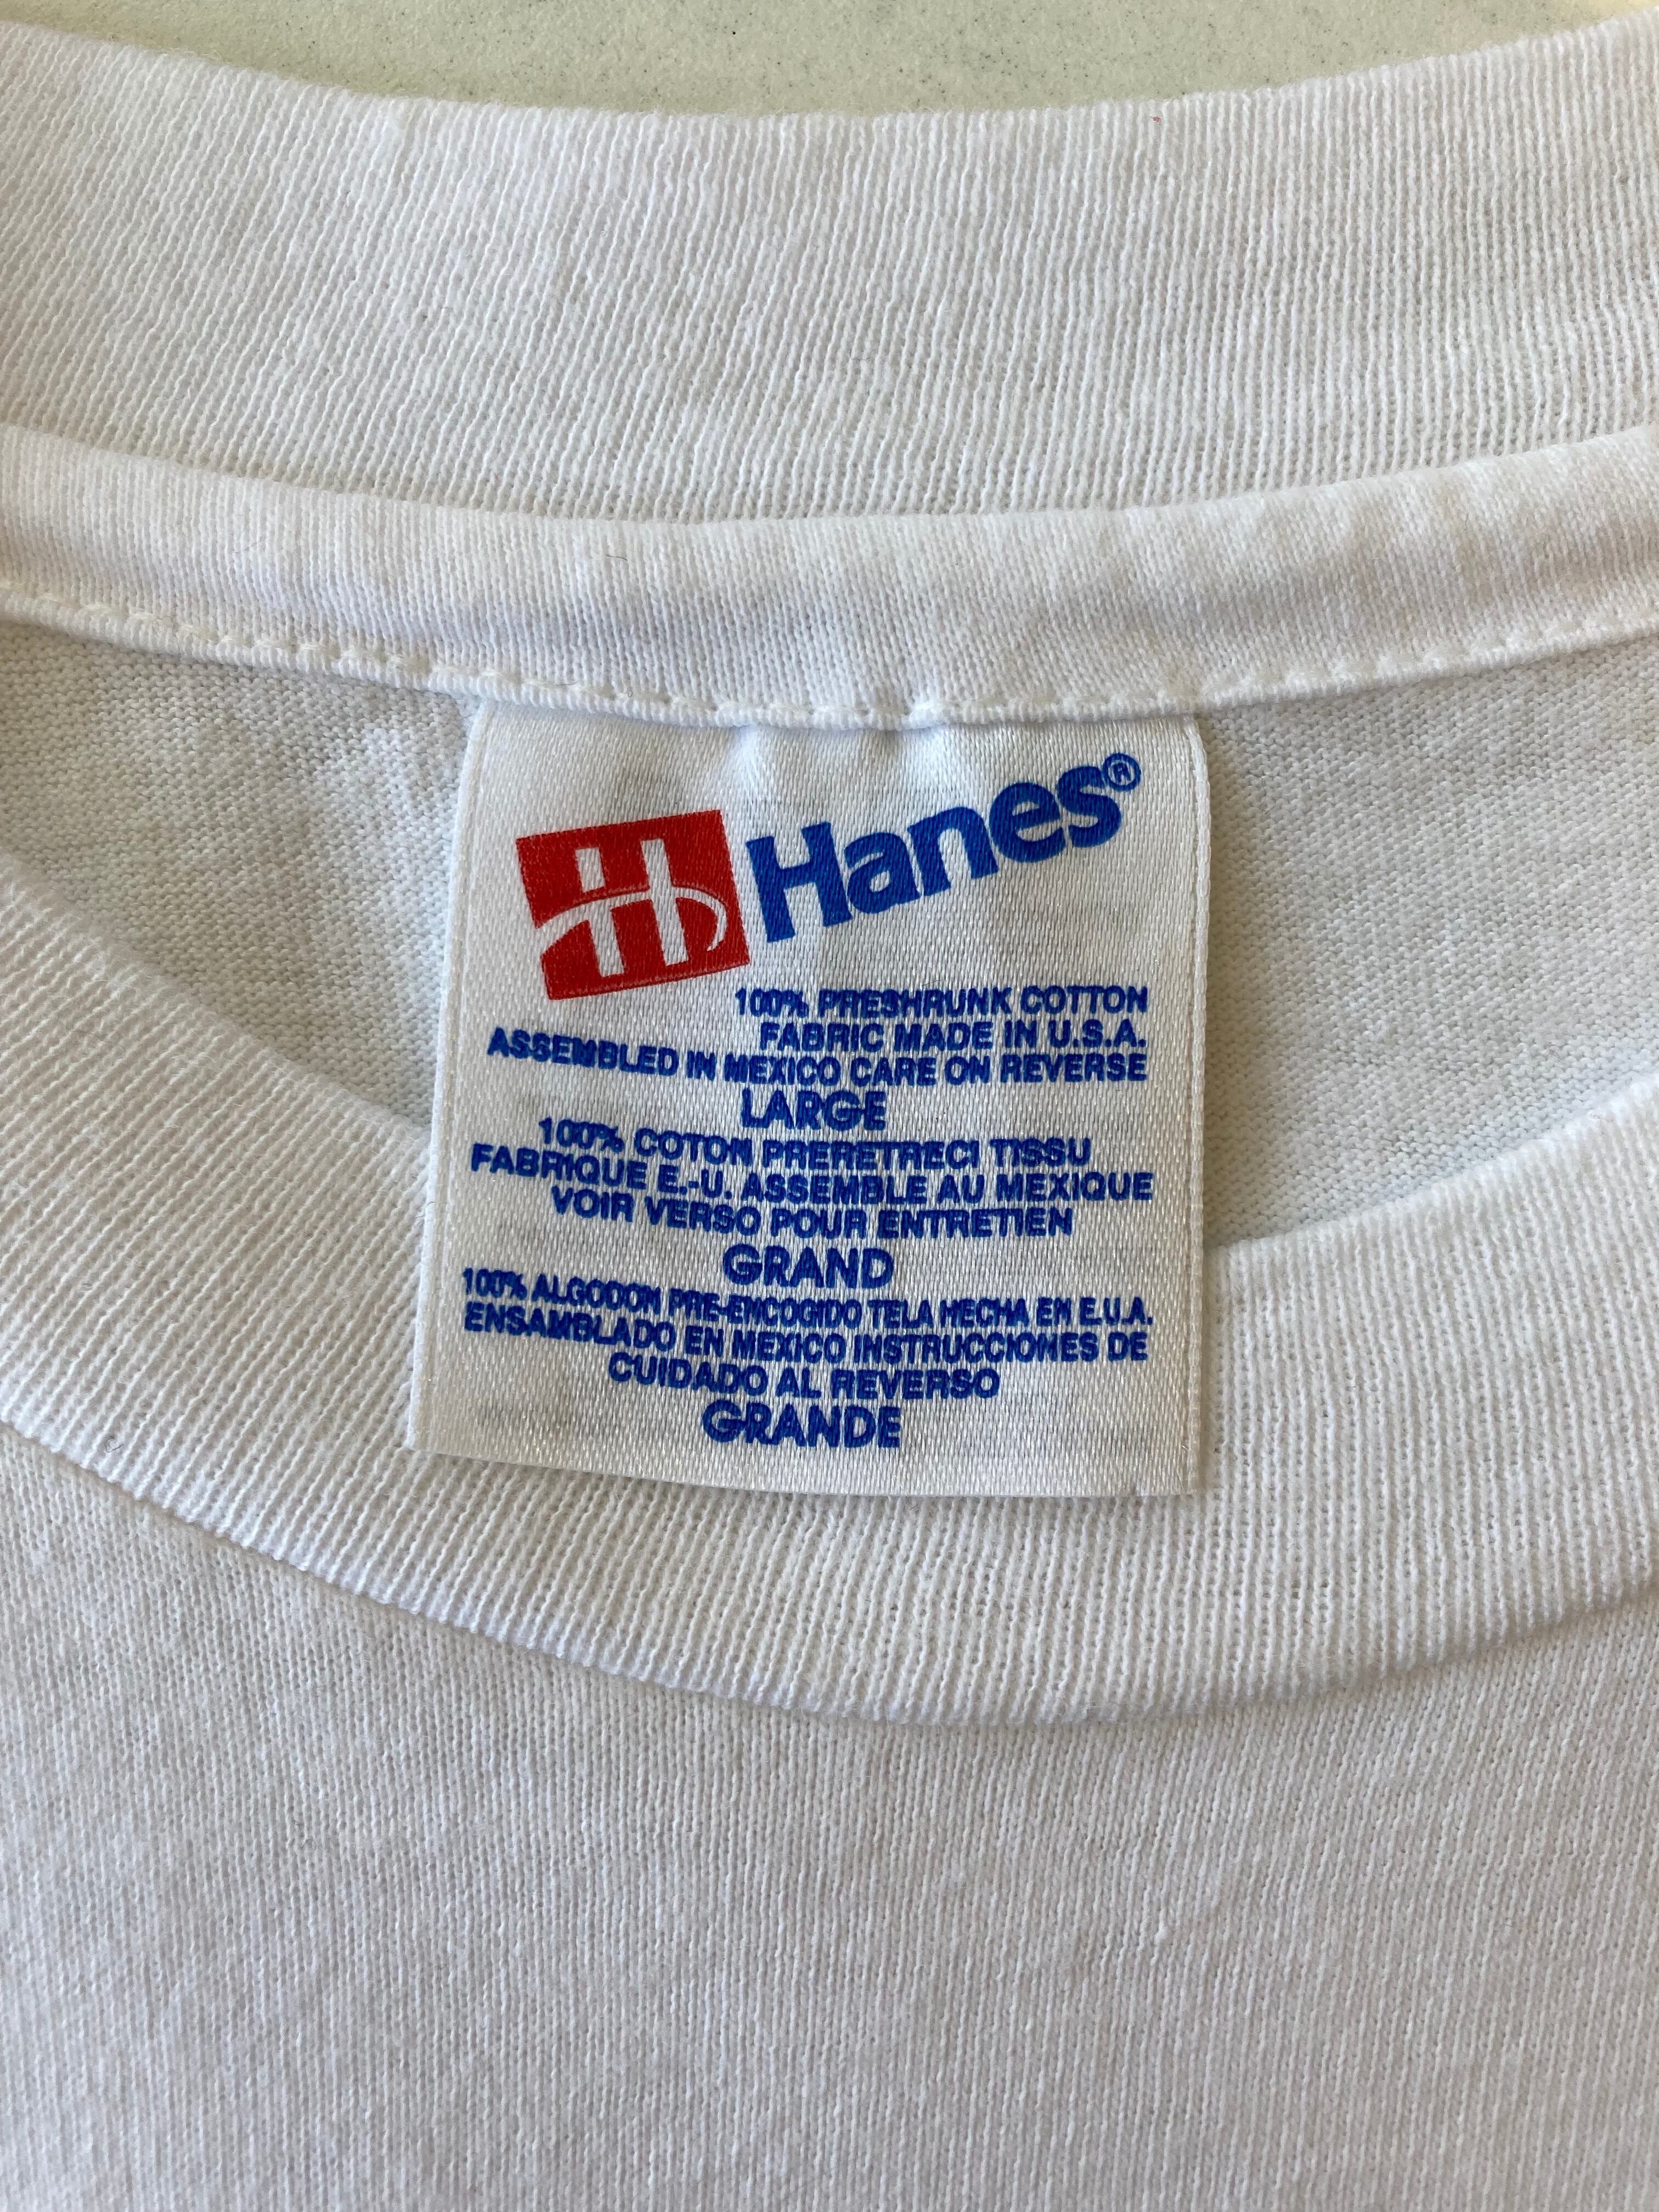 Hanes®
100% PRESHRUNK COTTON
FABRIC MADE IN U.S.A.
ASSEMBLED IN MEXICO CARE ON REVERSE
LARGE
100% COTON PRERETRECI TISSU
FABRIQUE E.-U. ASSEMBLE AU MEXIQUE
VOIR VERSO POUR ENTRETIEN
GRAND
100% ALGODON PRE-ENCOGIDO TELA HECHA EN E.U.A.
ENSAMBLADO EN MEXICO INSTRUCCIONES DE
CUIDADO AL REVERSO
GRANDE